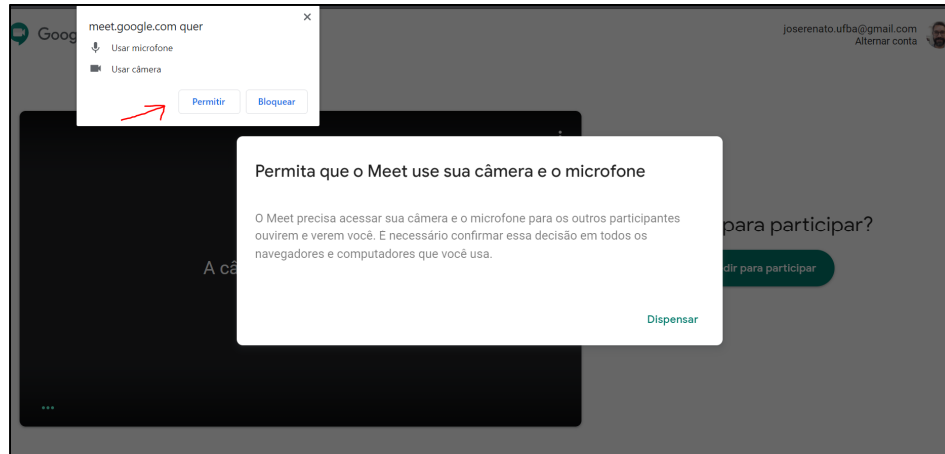 meet.google.com quer
Usar microfone
Usar câmera
Permitir
Bloquear
Goog
joserenato.ufba@gmail.com
Alternar conta
Permita que o Meet use sua câmera e o microfone
O Meet precisa acessar sua câmera e o microfone para os outros participantes
ouvirem e verem você. E necessário confirmar essa decisão em todos os
navegadores e computadores que você usa.
Dispensar
A câ
para participar?
dir para participar